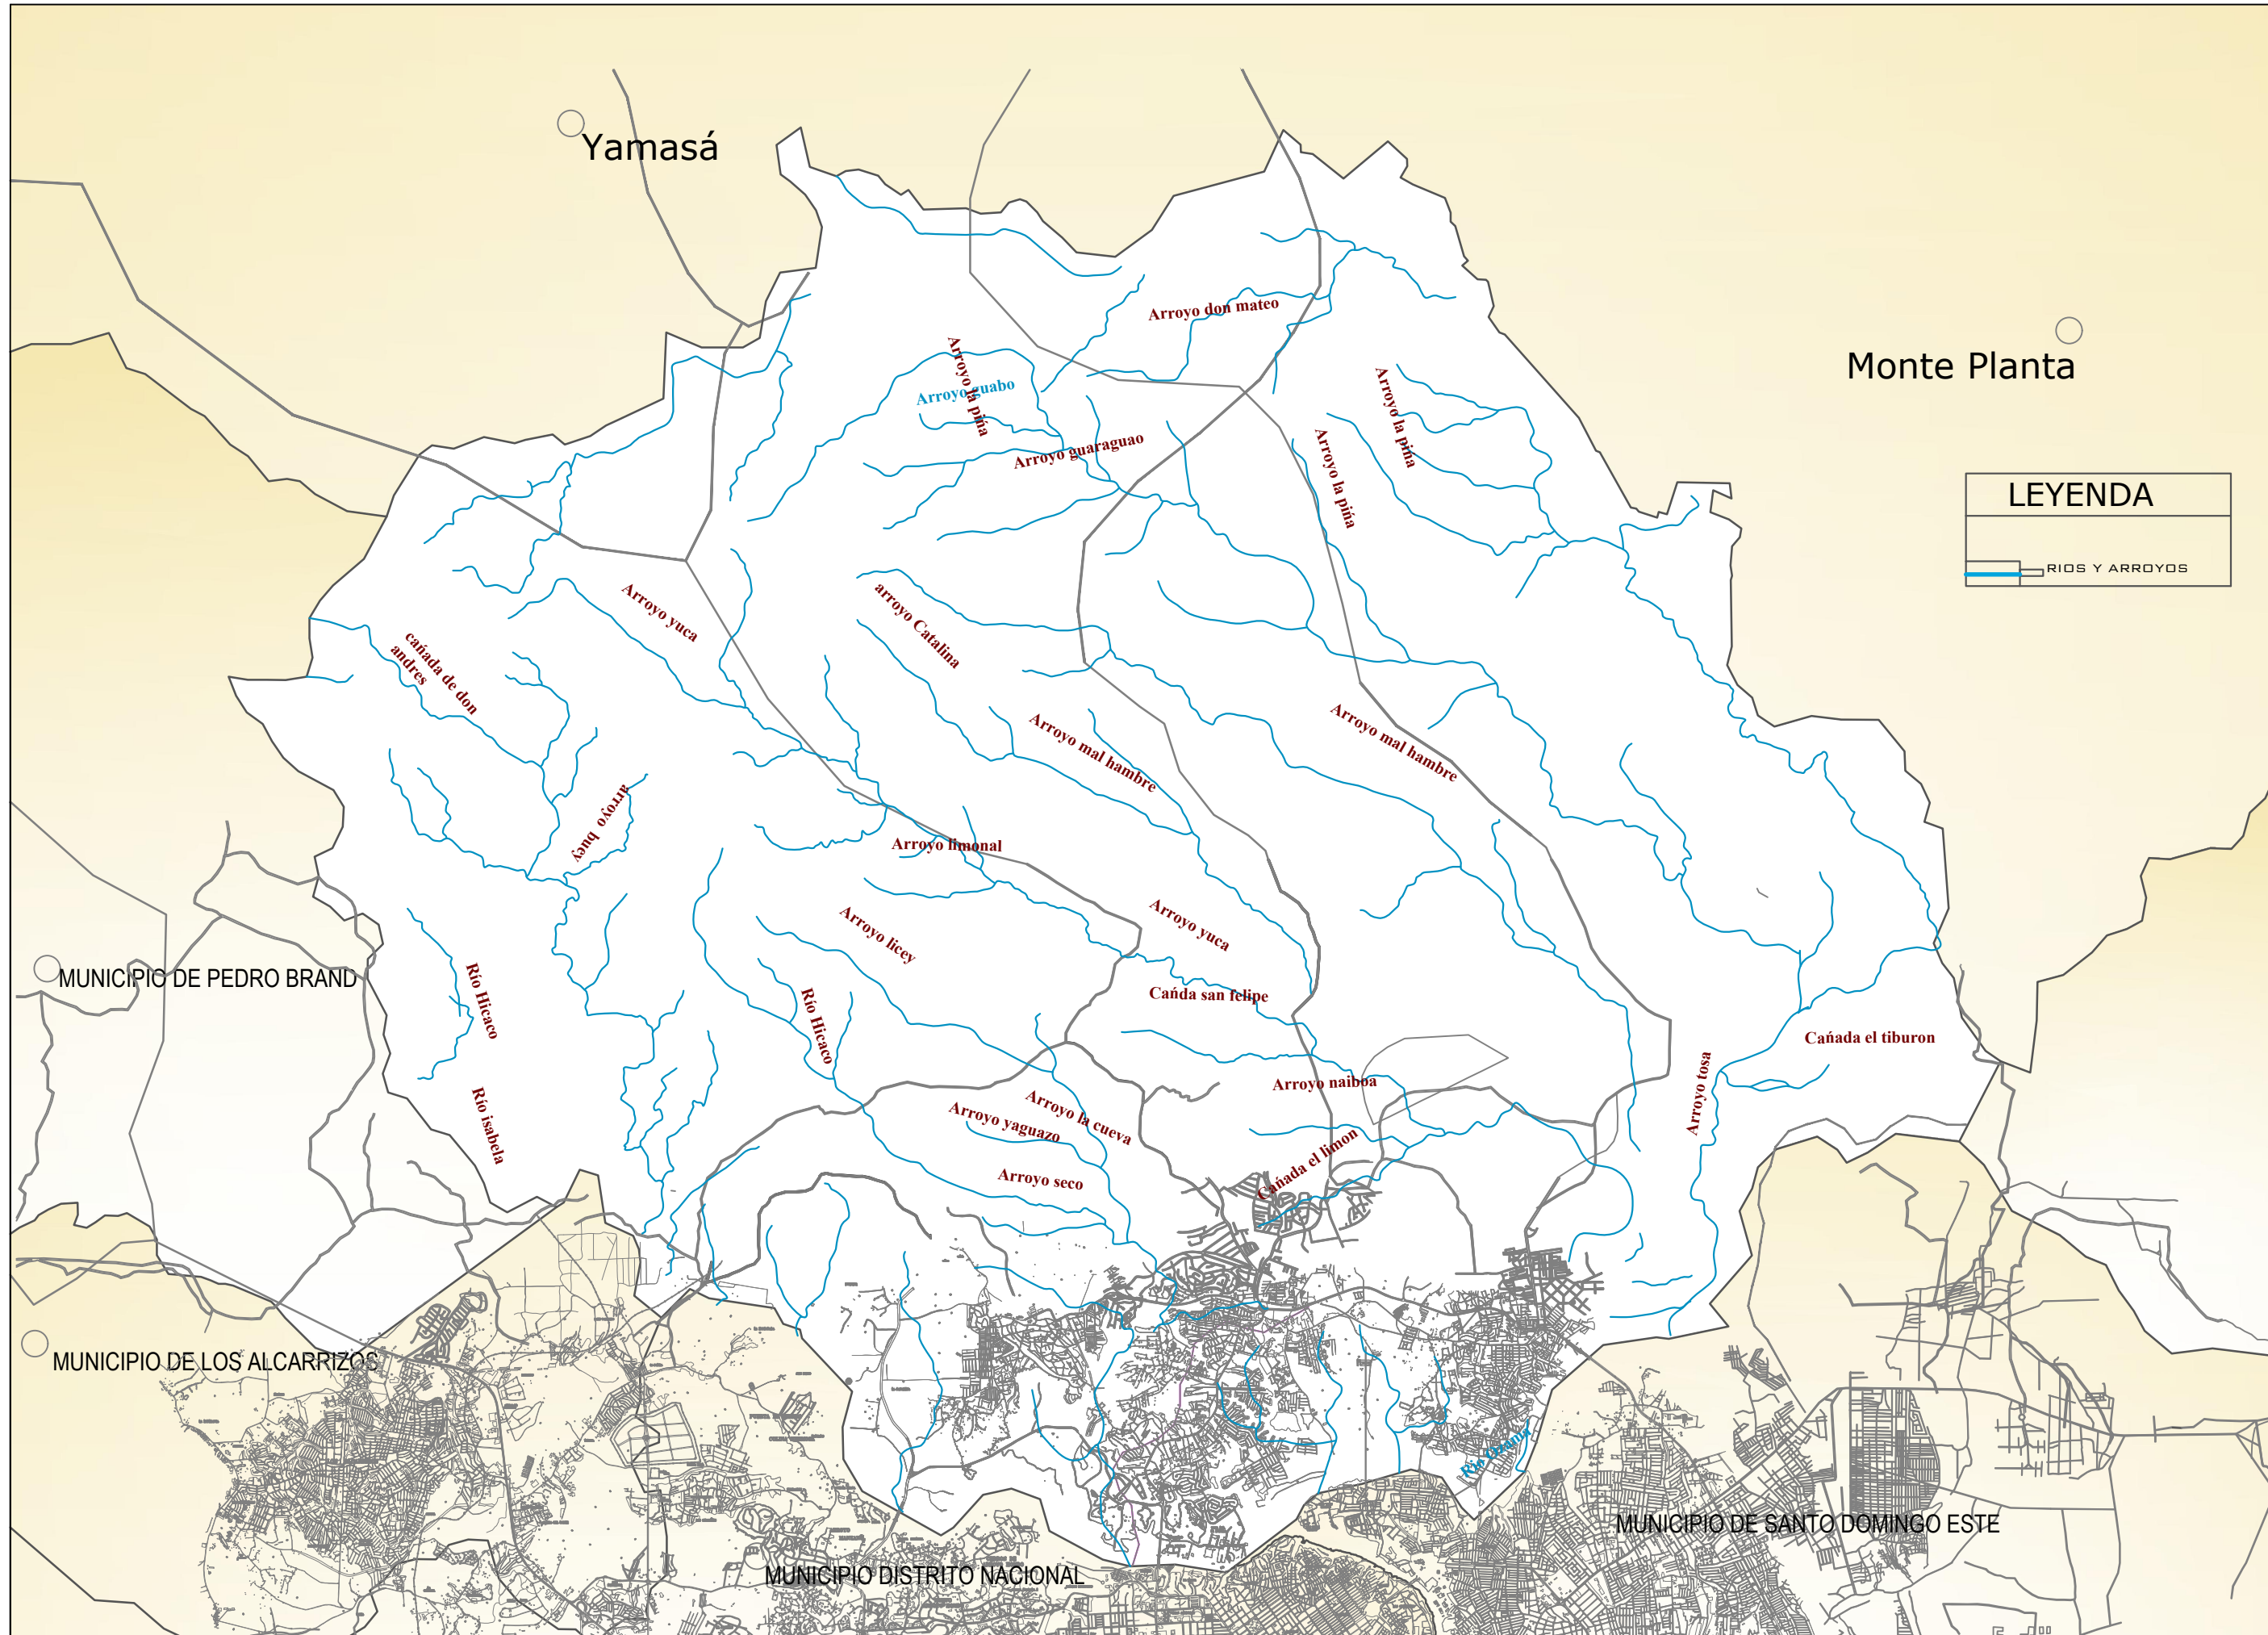 Yamasá
Arroyo don mateo
Monte Planta
Arroyo la piña
Arroyo guabo
Arroyo la piña
Arroyo guaraguao
Arroyo la piña
LEYENDA
RIOS Y ARROYOS
Arroyo yuca
arroyo Catalina
cañada de don
andres
Arroyo mal hambre
Arroyo mal hambre
arroyo buey
Arroyo limonal
Arroyo licey
Arroyo yuca
MUNICIPIO DE PEDRO BRAND
Río Hicaco
Río Hicaco
Cañda san felipe
Cañada el tiburon
Arroyo tosa
Arroyo naiboa
Río isabela
Arroyo yaguazo
Arroyo la cueva
Arroyo seco
Cañada el limon
MUNICIPIO DE LOS ALCARRIZOS
Río Ozama
MUNICIPIO DE SANTO DOMINGO ESTE
MUNICIPIO DISTRITO NACIONAL